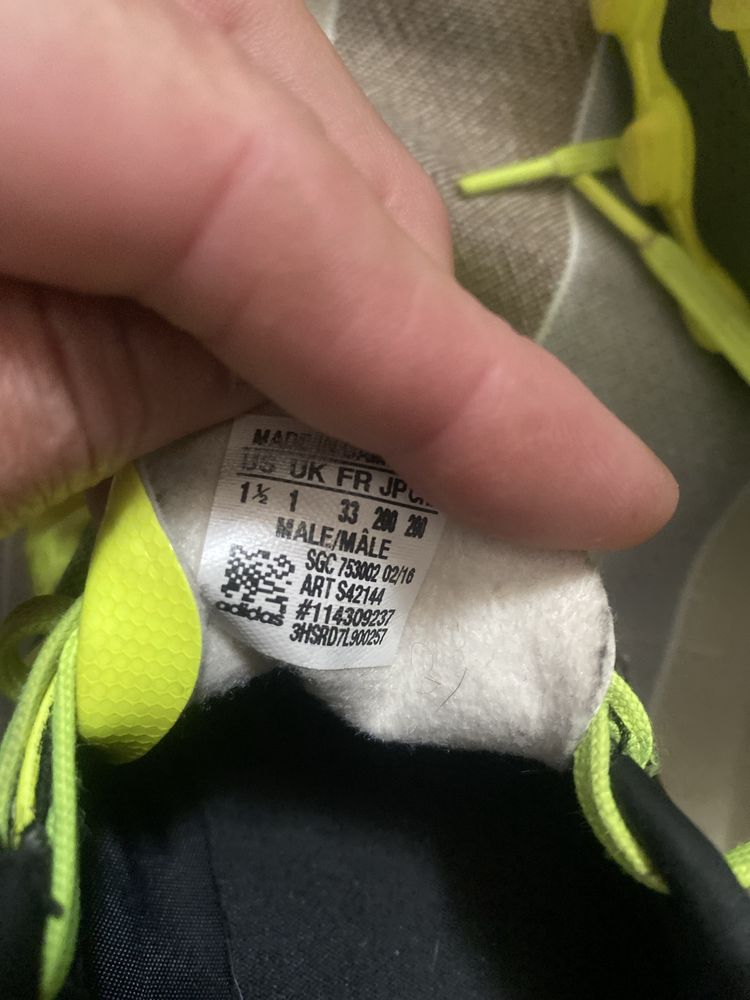 MADE IN
US UK FR JP
1½ 1 33 200 200
MALE/MÂLE
SGC 753002 02/16
ART S42144
#114309237
adidas
3HSRD7L900257